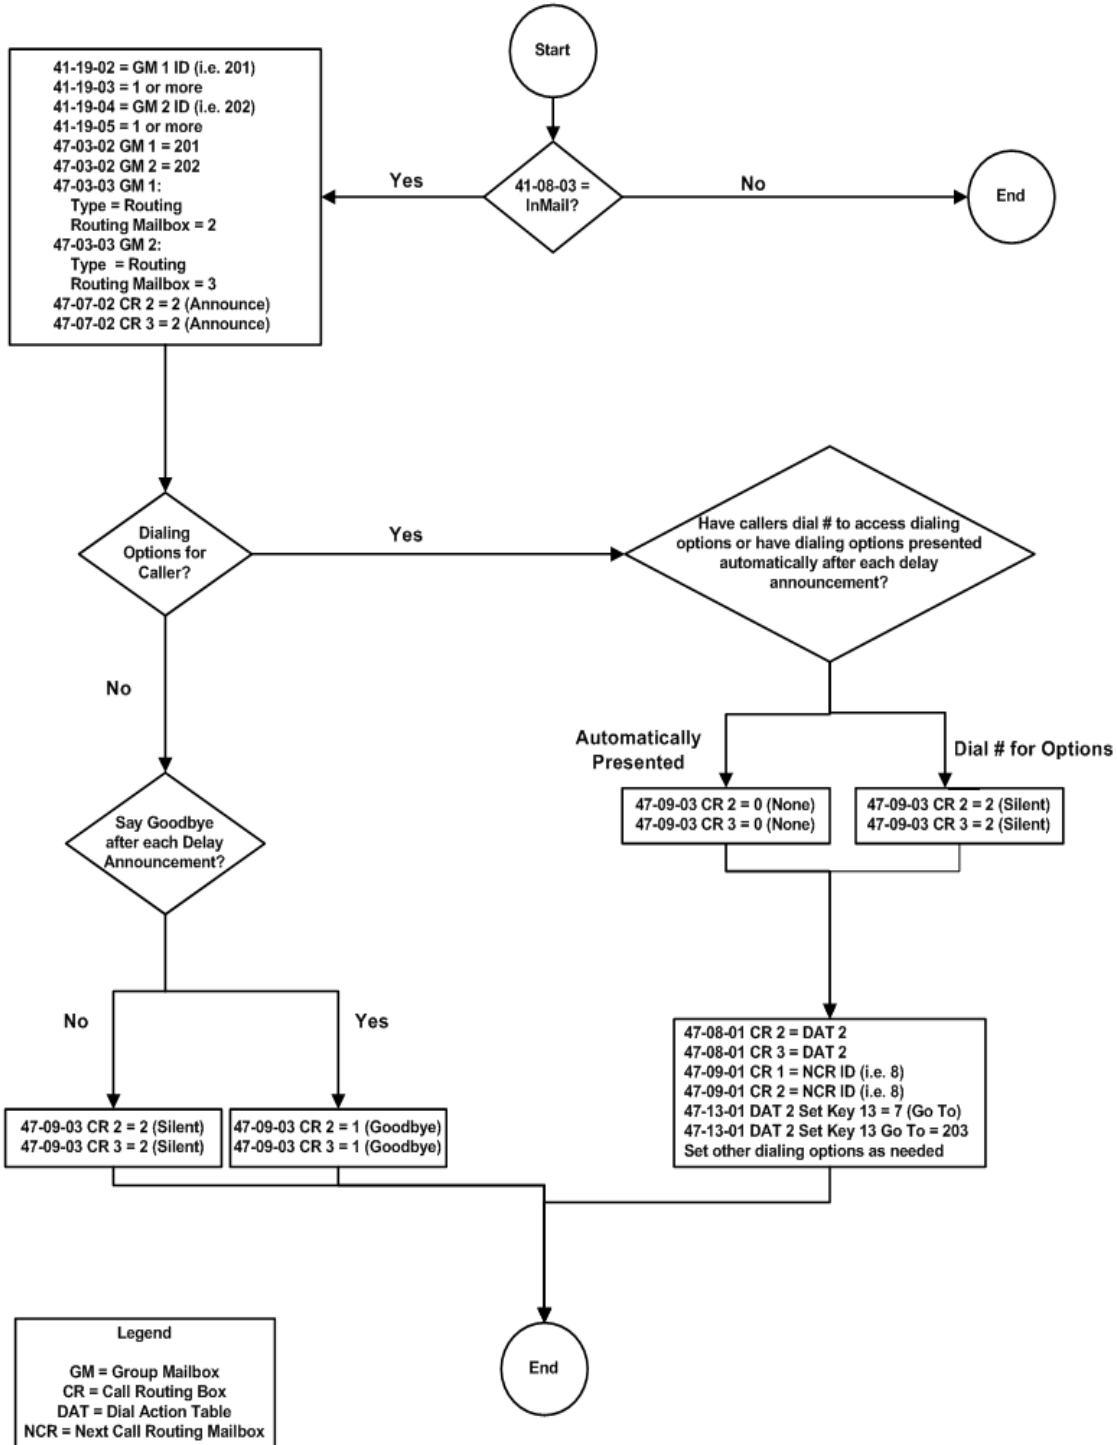 Start
41-19-02 = GM 1 ID (i.e. 201)
41-19-03 = 1 or more
41-19-04 = GM 2 ID (i.e. 202)
41-19-05 = 1 or more
47-03-02 GM 1 = 201
47-03-02 GM 2 = 202
47-03-03 GM 1:
Type = Routing
Routing Mailbox = 2
47-03-03 GM 2:
Type = Routing
Routing Mailbox = 3
47-07-02 CR 2 = 2 (Announce)
47-07-02 CR 3 = 2 (Announce)
Yes
41-08-03 =
InMail?
No
End
Dialing
Options for
Caller?
Yes
Have callers dial # to access dialing
options or have dialing options presented
automatically after each delay
announcement?
No
Automatically
Presented
Dial # for Options
47-09-03 CR 2 = 0 (None)
47-09-03 CR 3 = 0 (None)
47-09-03 CR 2 = 2 (Silent)
47-09-03 CR 3 = 2 (Silent)
Say Goodbye
after each Delay
Announcement?
No
Yes
47-09-03 CR 2 = 2 (Silent)
47-09-03 CR 3 = 2 (Silent)
47-09-03 CR 2 = 1 (Goodbye)
47-09-03 CR 3 = 1 (Goodbye)
47-08-01 CR 2 = DAT 2
47-08-01 CR 3 = DAT 2
47-09-01 CR 1 = NCR ID (i.e. 8)
47-09-01 CR 2 = NCR ID (i.e. 8)
47-13-01 DAT 2 Set Key 13 = 7 (Go To)
47-13-01 DAT 2 Set Key 13 Go To = 203
Set other dialing options as needed
End
Legend
GM = Group Mailbox
CR = Call Routing Box
DAT = Dial Action Table
NCR = Next Call Routing Mailbox